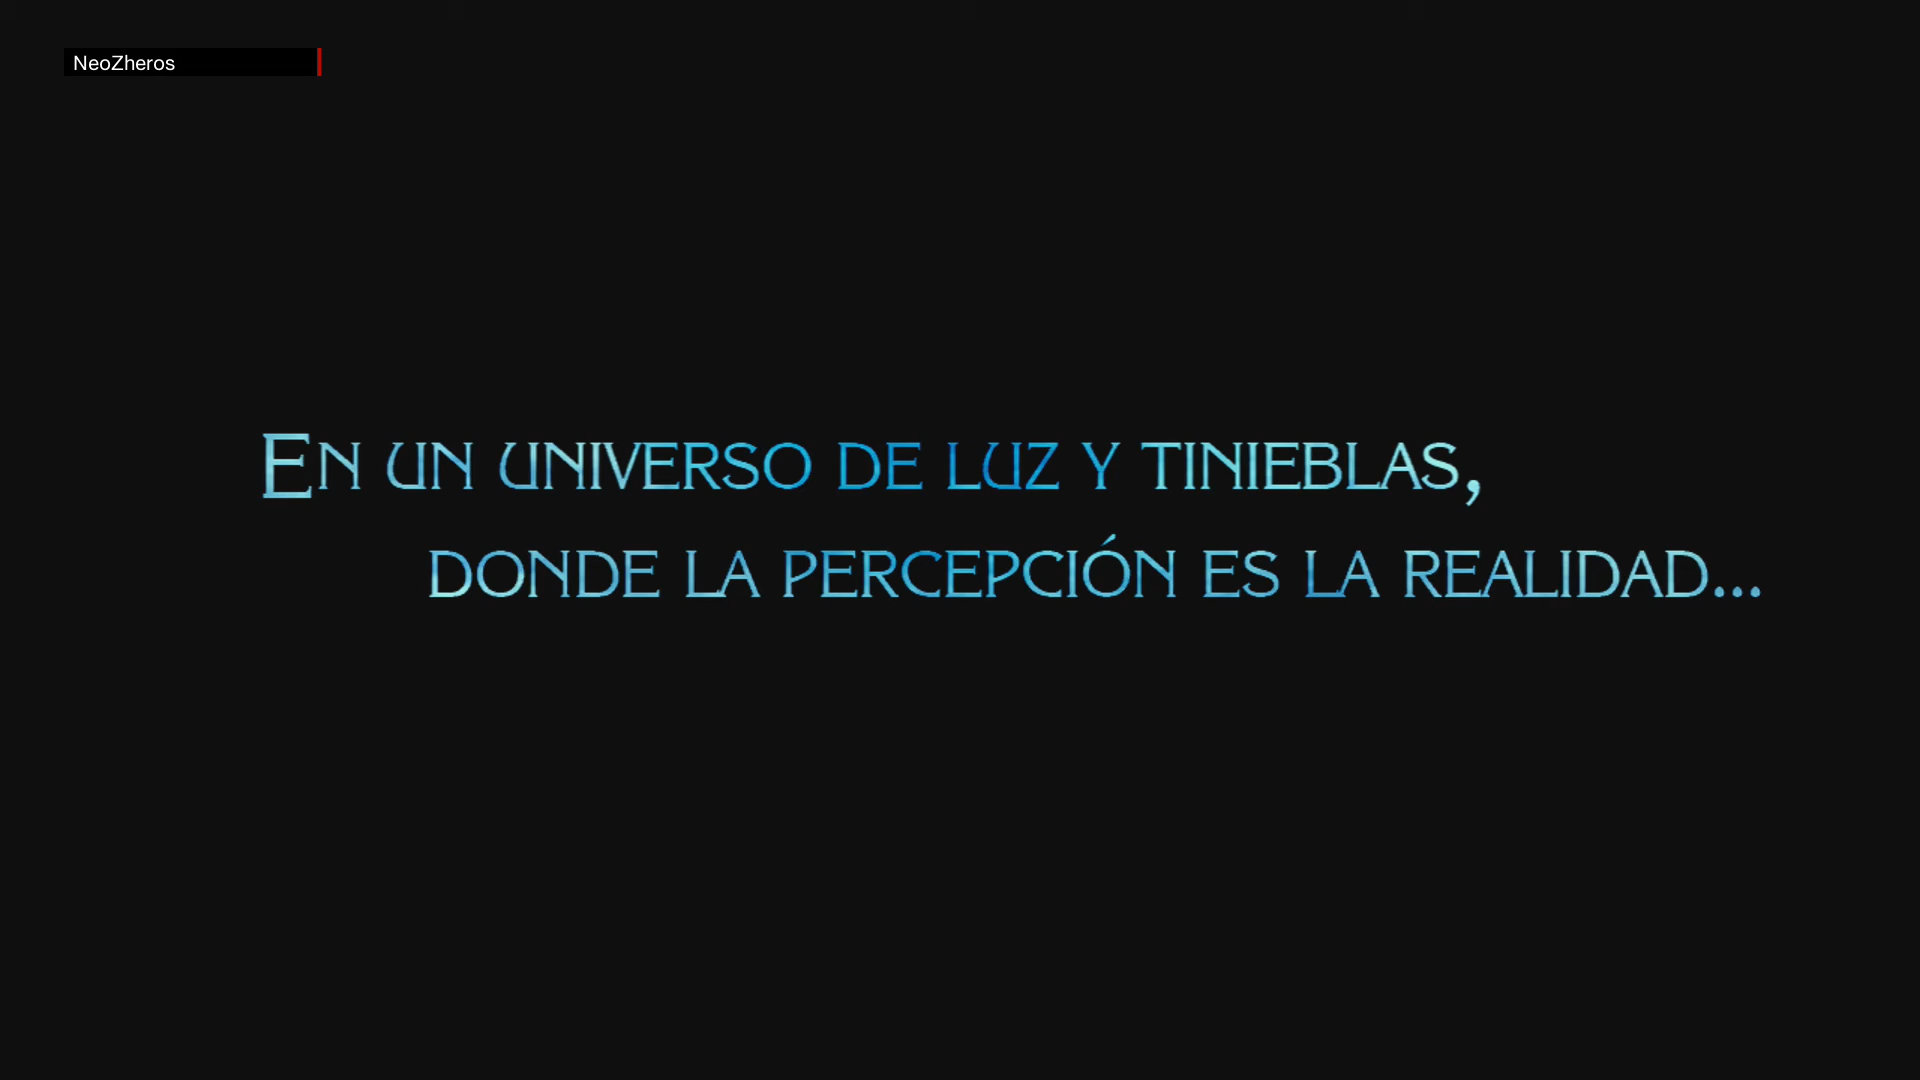 NeoZheros
En un universo de luz y tinieblas,
donde la percepción es la realidad...